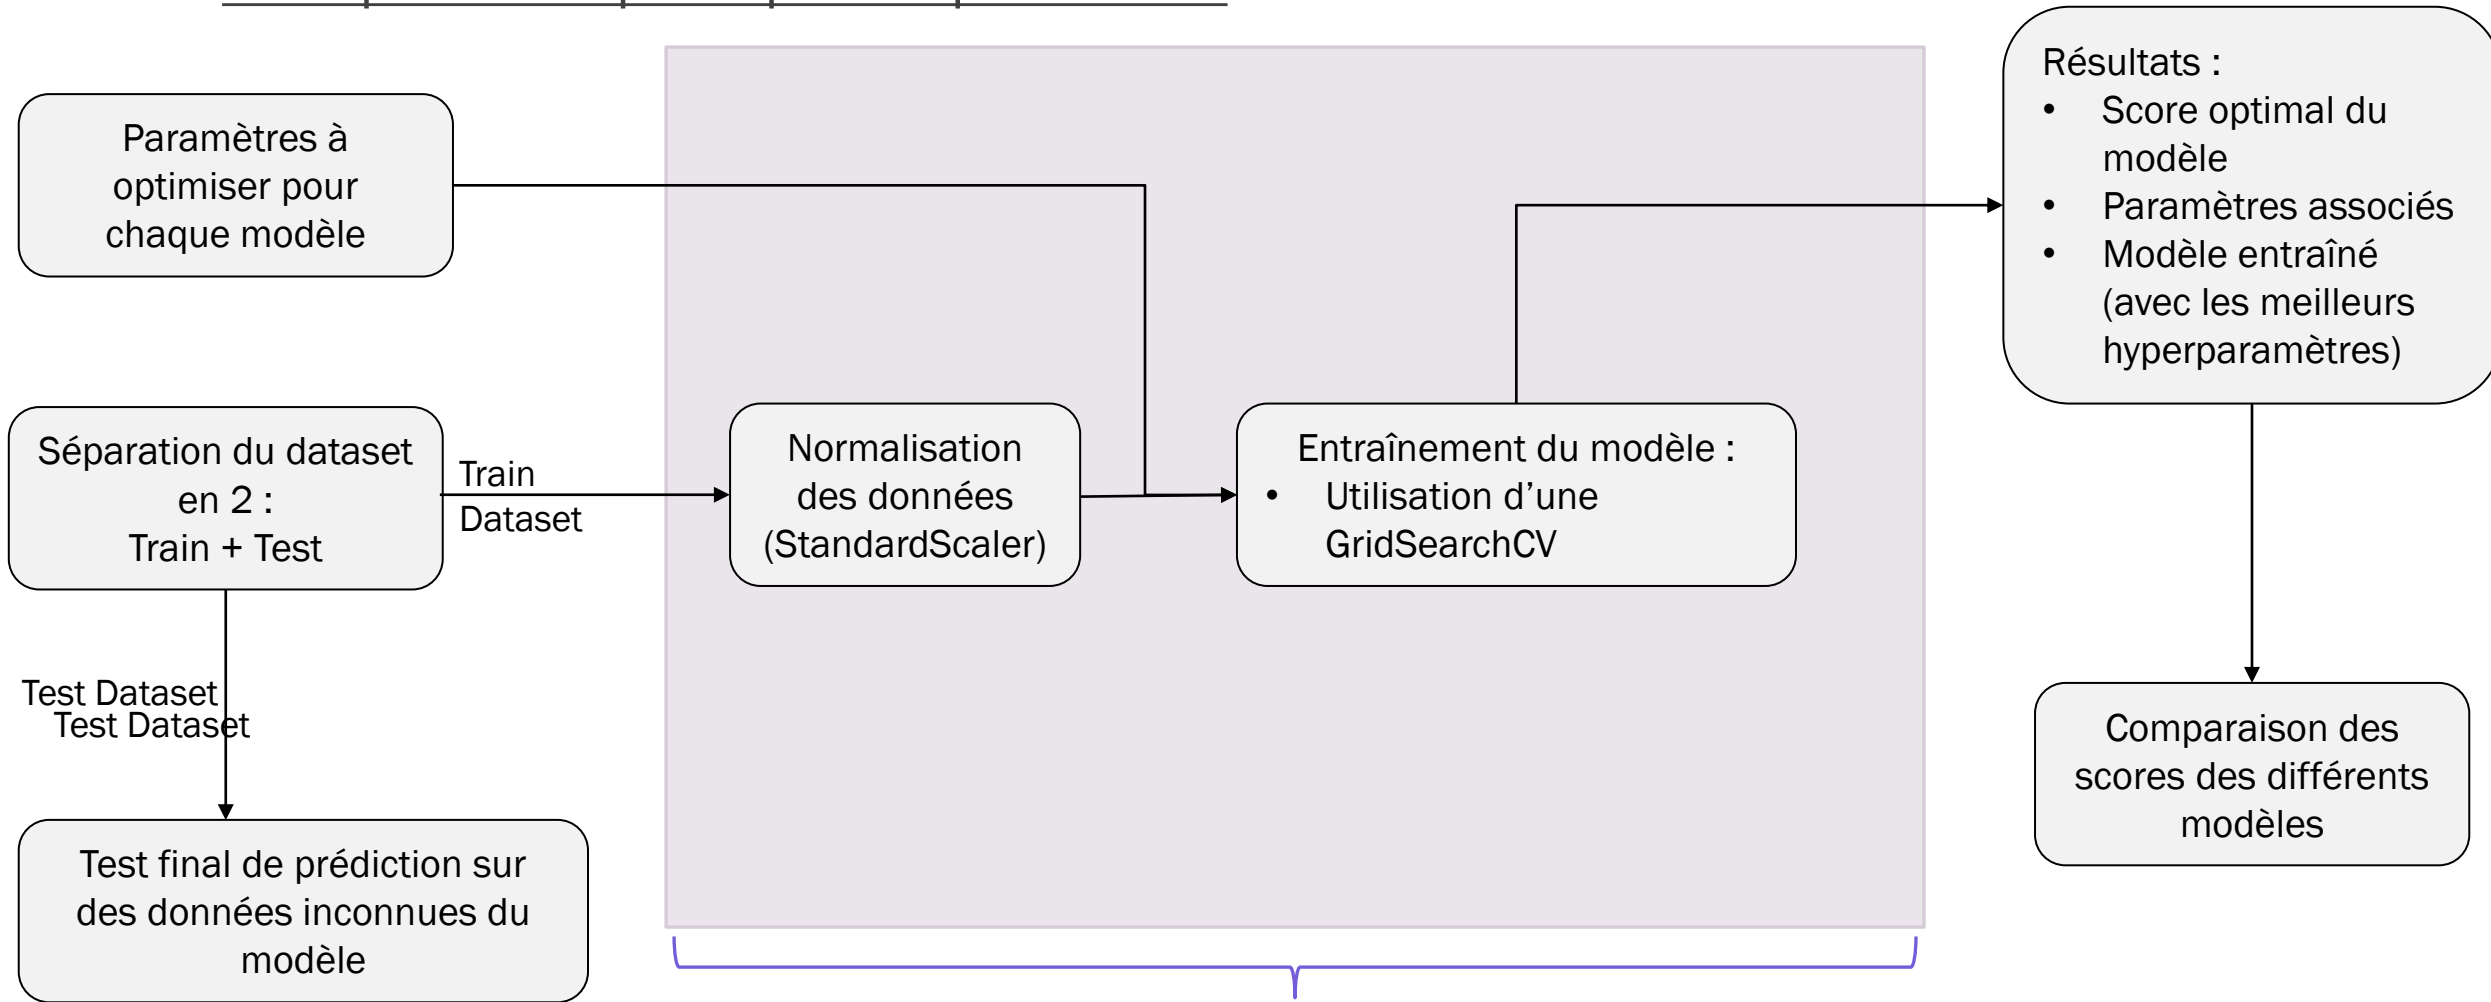 Paramètres à
optimiser pour
chaque modèle
Séparation du dataset
en 2 :
Train + Test
Train
Dataset
Test Dataset
Test Dataset
Test final de prédiction sur
des données inconnues du
modèle
Normalisation
des données
(StandardScaler)
Entraînement du modèle :
• Utilisation d’une
GridSearchCV
Résultats :
• Score optimal du
modèle
• Paramètres associés
• Modèle entraîné
(avec les meilleurs
hyperparamètres)
Comparaison des
scores des différents
modèles